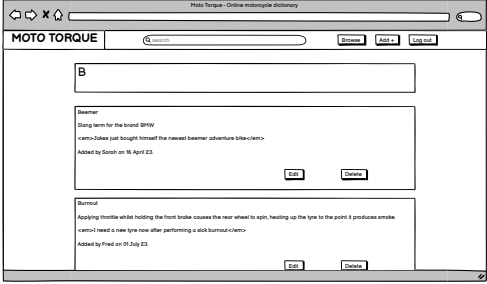 Moto Torque - Online motorcycle dictionary
MOTO TORQUE
search
Browse
Add +
Log out
B
Beemer
Slang term for the brand BMW
<em>Jakes just bought himself the newest beemer adventure bike</em>
Added by Sarah on 16 April 23.
Edit
Delete
Burnout
Applying throttle whilst holding the front brake causes the rear wheel to spin, heating up the tyre to the point it produces smoke.
<em>I need a new tyre now after performing a sick burnout</em>
Added by Fred on 01 July 23.
Edit
Delete